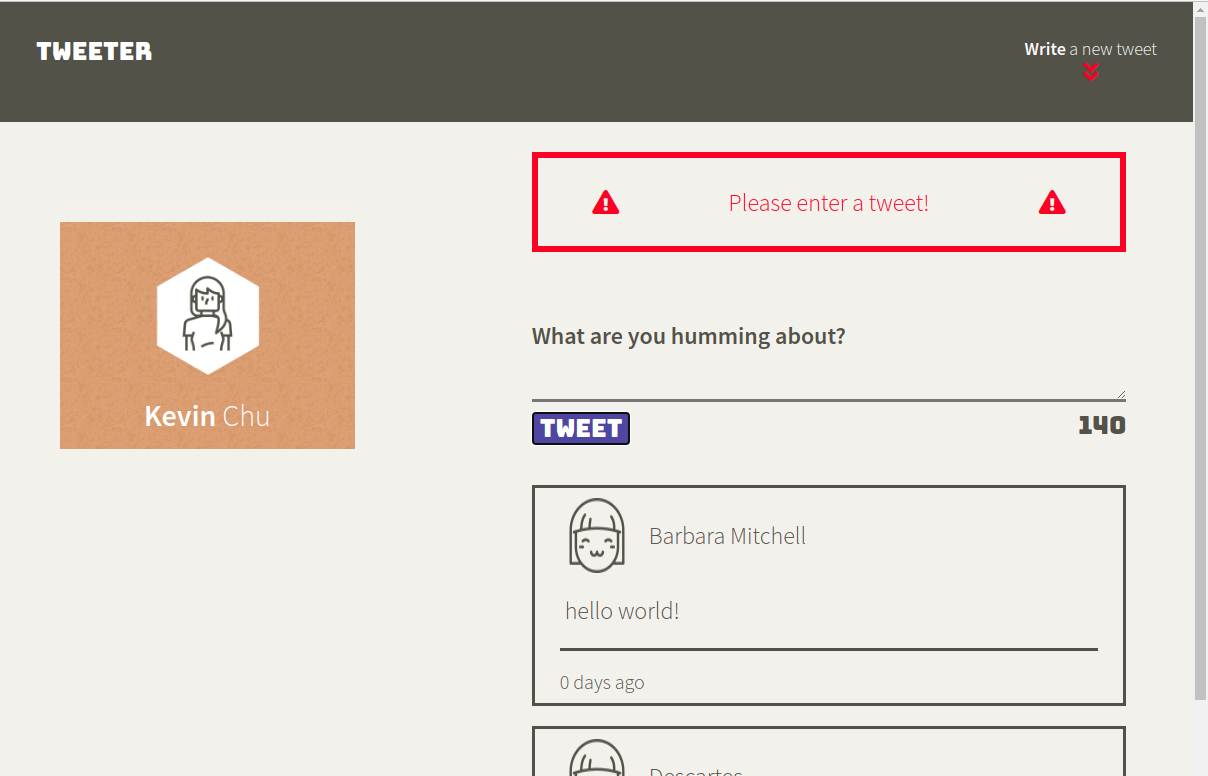 TWEETER
Write a new tweet
Please enter a tweet!
Kevin Chu
What are you humming about?
TWEET
140
Barbara Mitchell
hello world!
0 days ago
Descartes